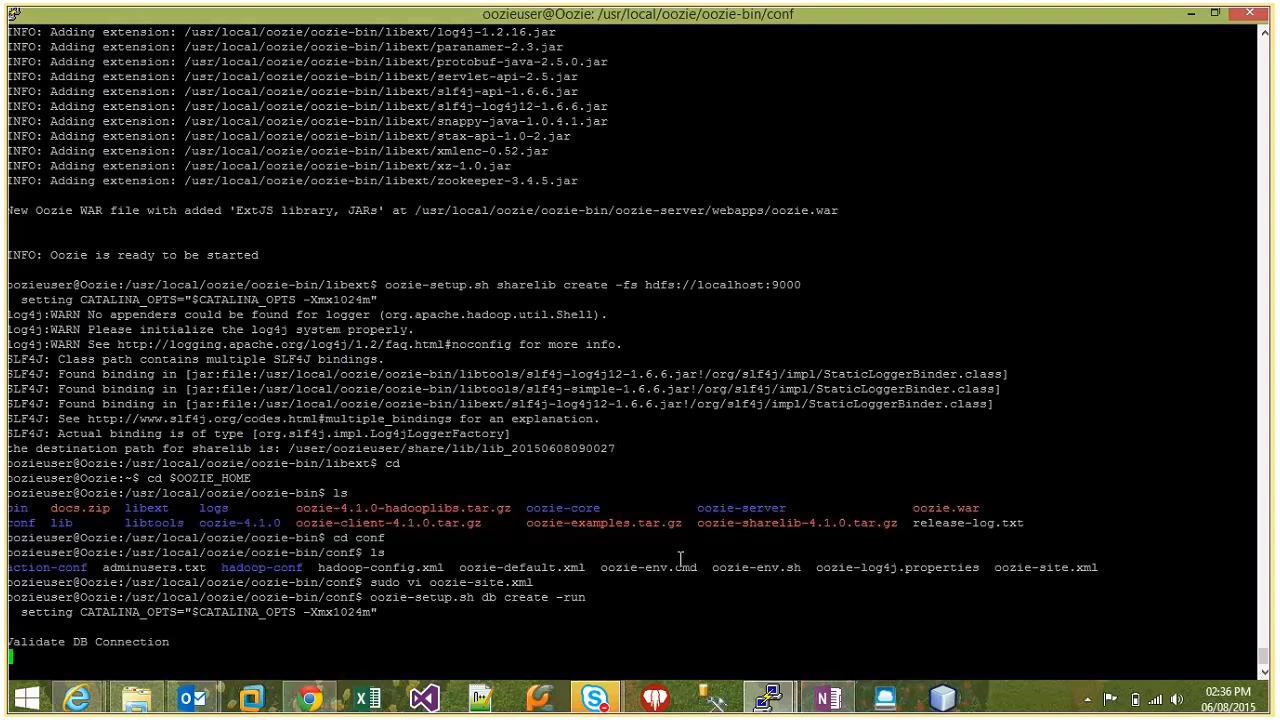 oozieuser@Oozie: /usr/local/oozie/oozie-bin/conf
INFO: Adding extension: /usr/local/oozie/oozie-bin/libext/log4j-1.2.16.jar
INFO: Adding extension: /usr/local/oozie/oozie-bin/libext/paranamer-2.3.jar
INFO: Adding extension: /usr/local/oozie/oozie-bin/libext/protobuf-java-2.5.0.jar
INFO: Adding extension: /usr/local/oozie/oozie-bin/libext/servlet-api-2.5.jar
INFO: Adding extension: /usr/local/oozie/oozie-bin/libext/slf4j-api-1.6.6.jar
INFO: Adding extension: /usr/local/oozie/oozie-bin/libext/slf4j-log4j12-1.6.6.jar
INFO: Adding extension: /usr/local/oozie/oozie-bin/libext/snappy-java-1.0.4.1.jar
INFO: Adding extension: /usr/local/oozie/oozie-bin/libext/stax-api-1.0-2.jar
INFO: Adding extension: /usr/local/oozie/oozie-bin/libext/xmlenc-0.52.jar
INFO: Adding extension: /usr/local/oozie/oozie-bin/libext/xz-1.0.jar
INFO: Adding extension: /usr/local/oozie/oozie-bin/libext/zookeeper-3.4.5.jar
New Oozie WAR file with added 'ExtJS library, JARs' at /usr/local/oozie/oozie-bin/oozie-server/webapps/oozie.war
INFO: Oozie is ready to be started
oozieuser@Oozie:/usr/local/oozie/oozie-bin/libext$ oozie-setup.sh sharelib create -fs hdfs://localhost:9000
setting CATALINA_OPTS="$CATALINA_OPTS -Xmx1024m"
log4j:WARN No appenders could be found for logger (org.apache.hadoop.util.Shell).
log4j:WARN Please initialize the log4j system properly.
log4j:WARN See http://logging.apache.org/log4j/1.2/faq.html#noconfig for more info.
SLF4J: Class path contains multiple SLF4J bindings.
SLF4J: Found binding in [jar:file:/usr/local/oozie/oozie-bin/libtools/slf4j-log4j12-1.6.6.jar!/org/slf4j/impl/StaticLoggerBinder.class]
SLF4J: Found binding in [jar:file:/usr/local/oozie/oozie-bin/libtools/slf4j-simple-1.6.6.jar!/org/slf4j/impl/StaticLoggerBinder.class]
SLF4J: Found binding in [jar:file:/usr/local/oozie/oozie-bin/libext/slf4j-log4j12-1.6.6.jar!/org/slf4j/impl/StaticLoggerBinder.class]
SLF4J: See http://www.slf4j.org/codes.html#multiple_bindings for an explanation.
SLF4J: Actual binding is of type [org.slf4j.impl.Log4jLoggerFactory]
the destination path for sharelib is: /user/oozieuser/share/lib/lib_20150608090027
oozieuser@Oozie:/usr/local/oozie/oozie-bin/libext$ cd
oozieuser@Oozie:~$ cd $OOZIE_HOME
oozieuser@Oozie:/usr/local/oozie/oozie-bin$ ls
bin docs.zip libext logs oozie-4.1.0-hadooplibs.tar.gz oozie-core oozie-server oozie.war
conf lib libtools oozie-4.1.0 oozie-client-4.1.0.tar.gz oozie-examples.tar.gz oozie-sharelib-4.1.0.tar.gz release-log.txt
oozieuser@Oozie:/usr/local/oozie/oozie-bin$ cd conf
oozieuser@Oozie:/usr/local/oozie/oozie-bin/conf$ ls
action-conf adminusers.txt hadoop-conf hadoop-config.xml oozie-default.xml oozie-env.cmd oozie-env.sh oozie-log4j.properties oozie-site.xml
oozieuser@Oozie:/usr/local/oozie/oozie-bin/conf$ sudo vi oozie-site.xml
oozieuser@Oozie:/usr/local/oozie/oozie-bin/conf$ oozie-setup.sh db create -run
setting CATALINA_OPTS="$CATALINA_OPTS -Xmx1024m"
Validate DB Connection
02:36 PM
06/08/2015